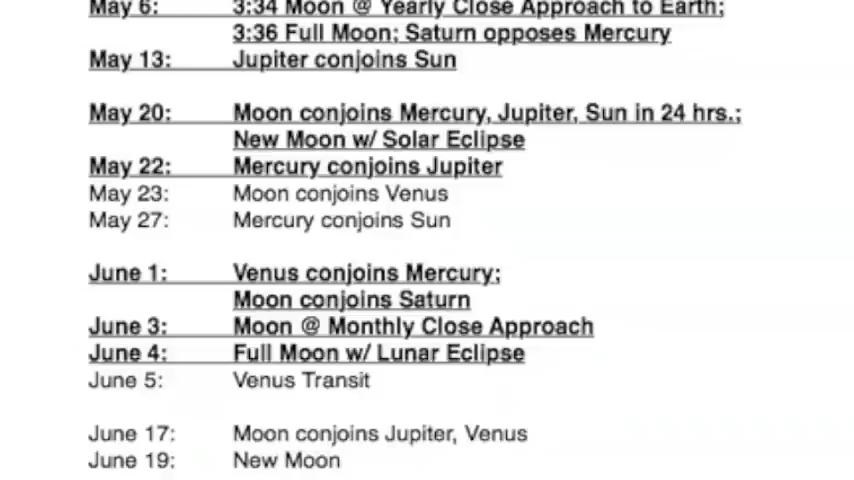 May 6: 3:34 Moon @ Yearly Close Approach to Earth;
3:36 Full Moon; Saturn opposes Mercury
May 13: Jupiter conjoins Sun
May 20: Moon conjoins Mercury, Jupiter, Sun in 24 hrs.;
New Moon w/ Solar Eclipse
May 22: Mercury conjoins Jupiter
May 23: Moon conjoins Venus
May 27: Mercury conjoins Sun
June 1: Venus conjoins Mercury;
Moon conjoins Saturn
June 3: Moon @ Monthly Close Approach
June 4: Full Moon w/ Lunar Eclipse
June 5: Venus Transit
June 17: Moon conjoins Jupiter, Venus
June 19: New Moon